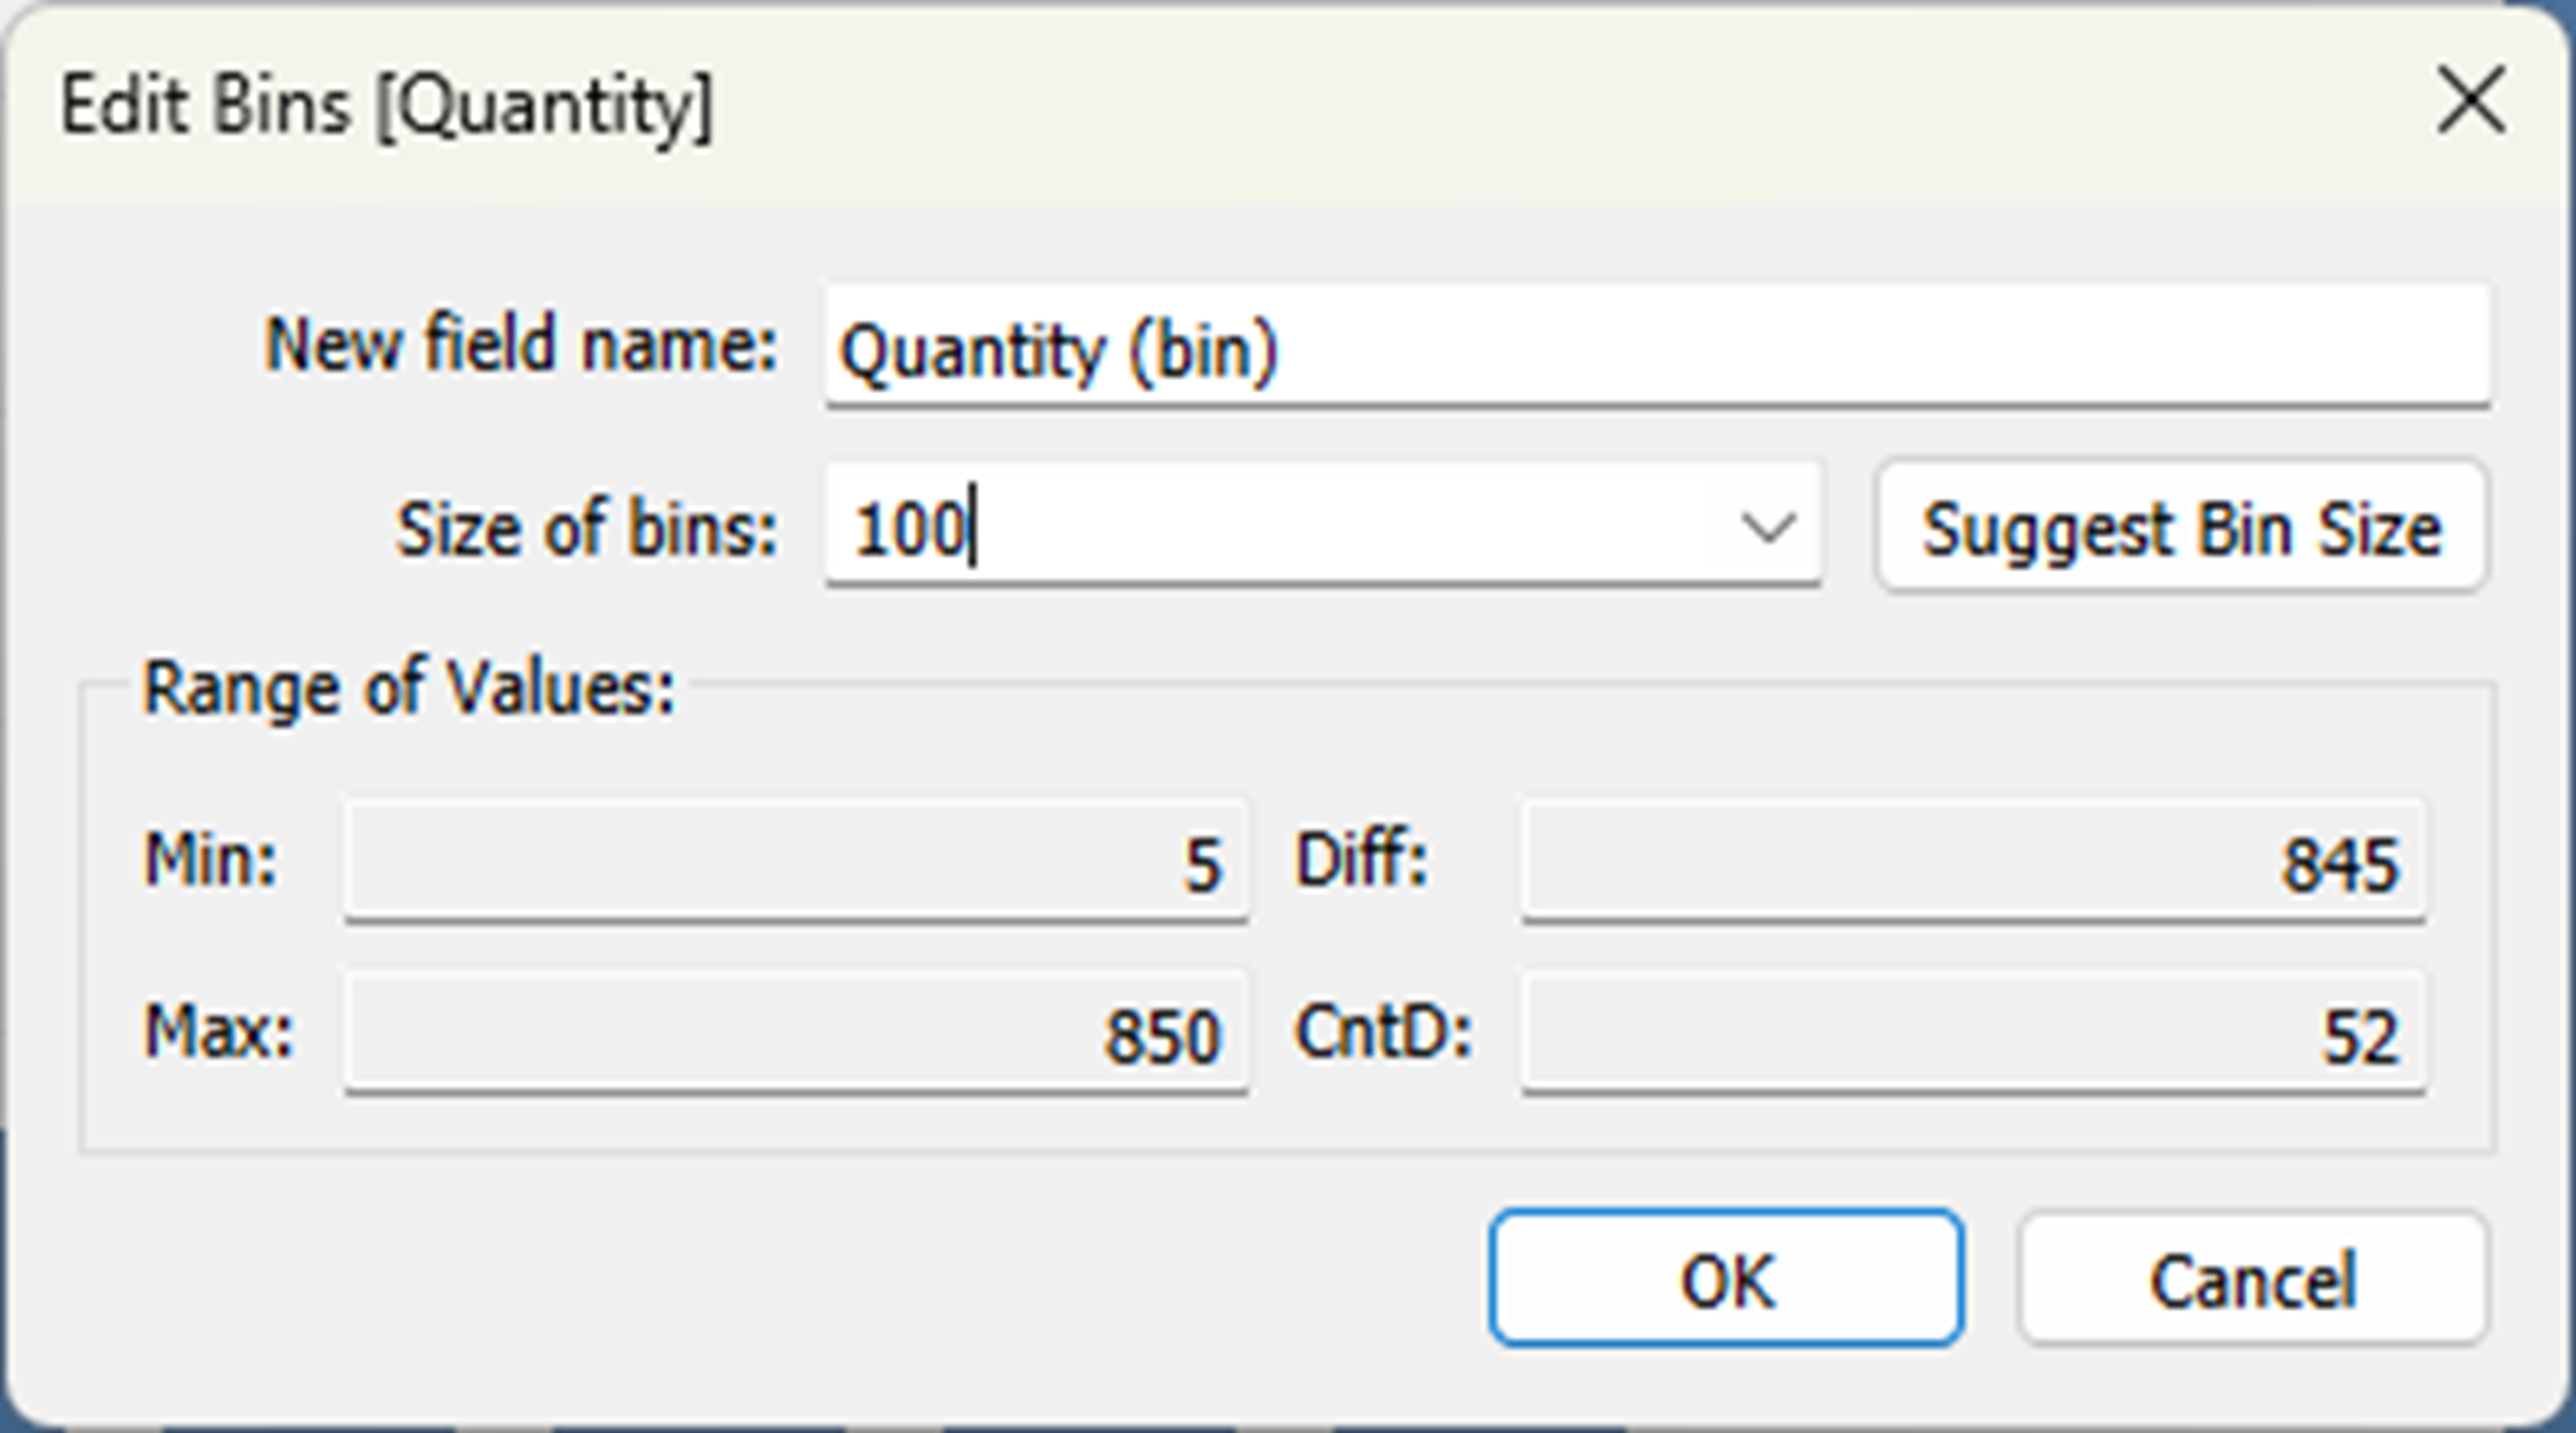 Edit Bins [Quantity]
New field name: Quantity (bin)
Size of bins: 100 Suggest Bin Size
Range of Values:
Min: 5 Diff: 845
Max: 850 CntD: 52
OK Cancel